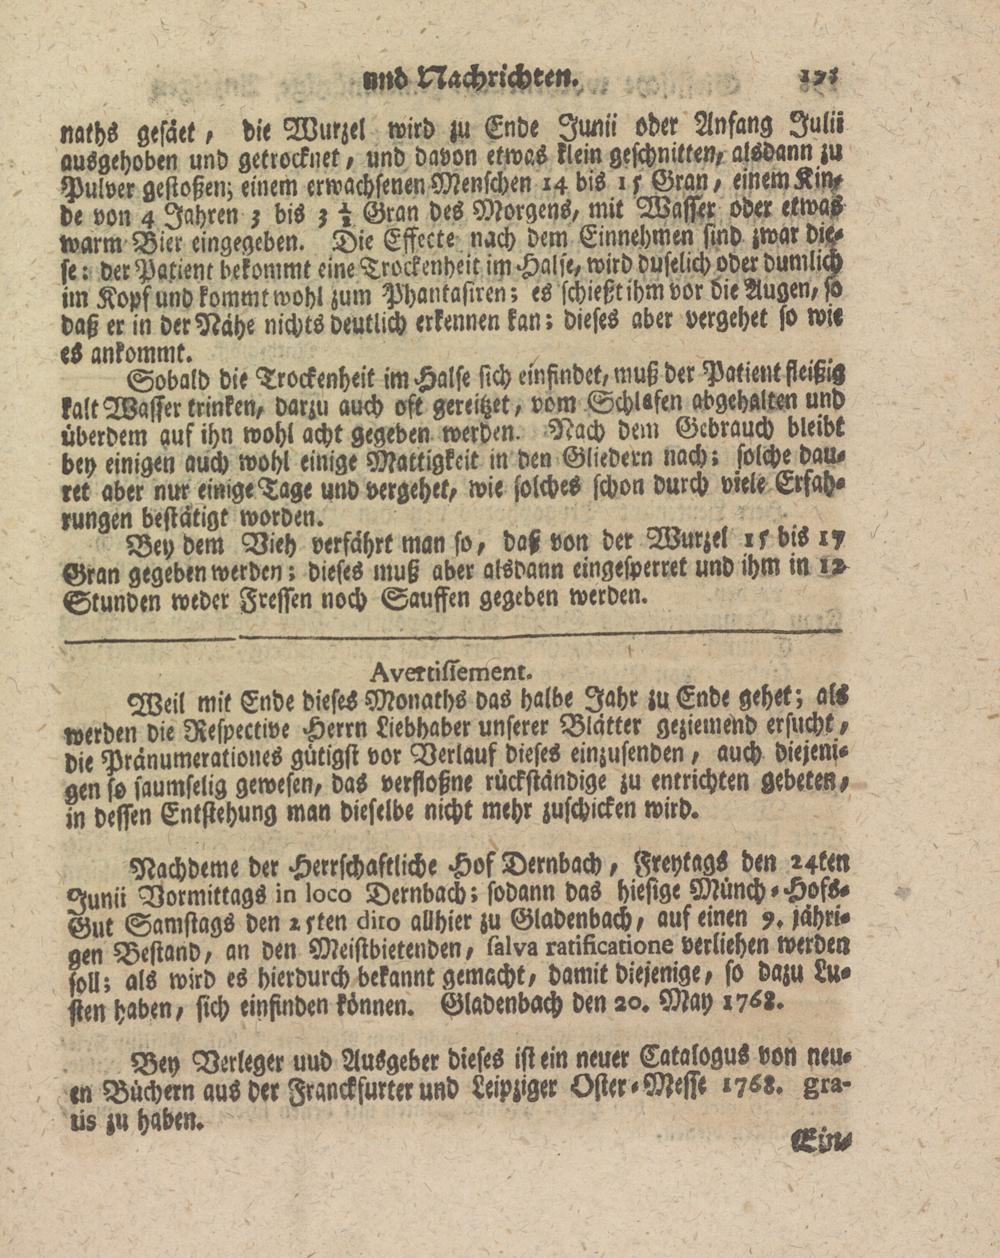 und Nachrichten. 175
naths gesäet, die Wurzel wird zu Ende Junii oder Anfang Julii
ausgehoben und getrocknet, und davon etwas klein geschnitten, alsdann zu
Pulver gestoßen; einem erwachsenen Menschen 14 bis 15 Gran, einem Kin-
de von 4 Jahren 3 bis 3 ½ Gran des Morgens, mit Wasser oder etwas
warm Bier eingegeben. Die Effecte nach dem Einnehmen sind zwar die-
se: der Patient bekommt eine Trockenheit im Halse, wird duselich oder dumlich
im Kopf und kommt wohl zum Phantasiren; es schießt ihm vor die Augen, so
daß er in der Nähe nichts deutlich erkennen kan; dieses aber vergehet so wie
es ankommt.
Sobald die Trockenheit im Halse sich einfindet, muß der Patient fleißig
kalt Wasser trinken, darzu auch oft gereitzet, vom Schlafen abgehalten und
überdem auf ihn wohl acht gegeben werden. Nach dem Gebrauch bleibt
bey einigen auch wohl einige Mattigkeit in den Gliedern nach; solche dau-
ret aber nur einige Tage und vergehet, wie solches schon durch viele Erfah-
rungen bestätigt worden.
Bey dem Vieh verfährt man so, daß von der Wurzel 15 bis 17
Gran gegeben werden; dieses muß aber alsdann eingesperret und ihm in 12
Stunden weder Fressen noch Sauffen gegeben werden.
Avertissement.
Weil mit Ende dieses Monaths das halbe Jahr zu Ende gehet; als
werden die Respective Herrn Liebhaber unserer Blätter geziemend ersucht,
die Pränumerationes gütigst vor Verlauf dieses einzusenden, auch diejeni-
gen so saumselig gewesen, das verfloßne rückständige zu entrichten gebeten,
in dessen Entstehung man dieselbe nicht mehr zuschicken wird.
Nachdeme der Herrschaftliche Hof Dernbach, Freytags den 24ten
Junii Vormittags in loco Dernbach; sodann das hiesige Münch-Hofs-
Gut Samstags den 25ten dito allhier zu Gladenbach, auf einen 9. jähri-
gen Bestand, an den Meistbietenden, salva ratificatione verliehen werden
soll; als wird es hierdurch bekannt gemacht, damit diejenige, so dazu Lu-
sten haben, sich einfinden können. Gladenbach den 20. May 1768.
Bey Verleger uud Ausgeber dieses ist ein neuer Catalogus von neu-
en Büchern aus der Franckfurter und Leipziger Oster-Messe 1768. gra-
tis zu haben.
Ein-